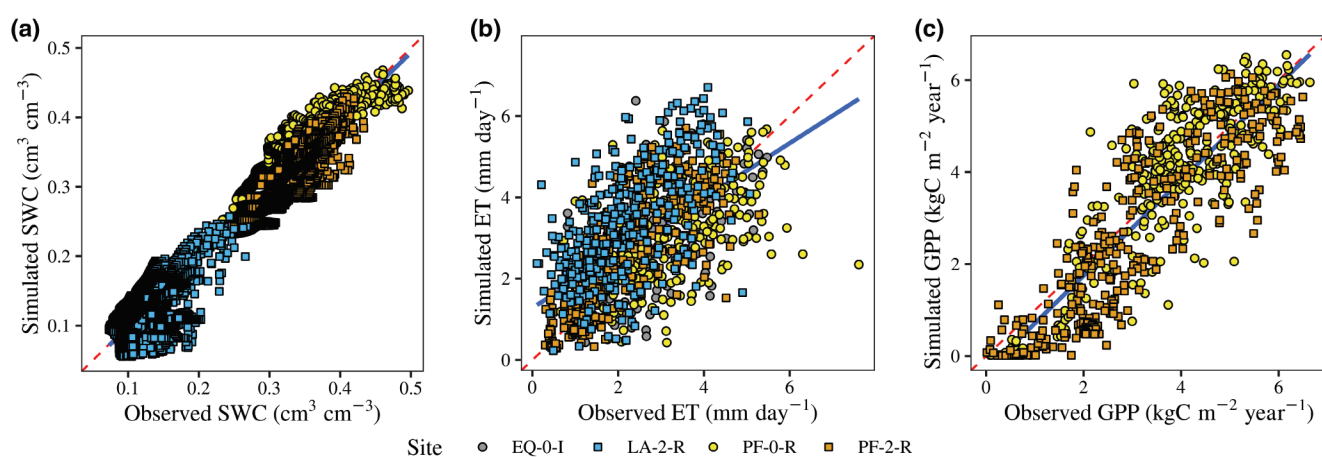 (a)
Simulated SWC (cm³ cm⁻³)
0.5
0.4
0.3
0.2
0.1
0.1 0.2 0.3 0.4 0.5
Observed SWC (cm³ cm⁻³)
(b)
Simulated ET (mm day⁻¹)
6
4
2
0
0 2 4 6
Observed ET (mm day⁻¹)
(c)
Simulated GPP (kgC m⁻² year⁻¹)
6
4
2
0
0 2 4 6
Observed GPP (kgC m⁻² year⁻¹)
Site EQ-0-I LA-2-R PF-0-R PF-2-R